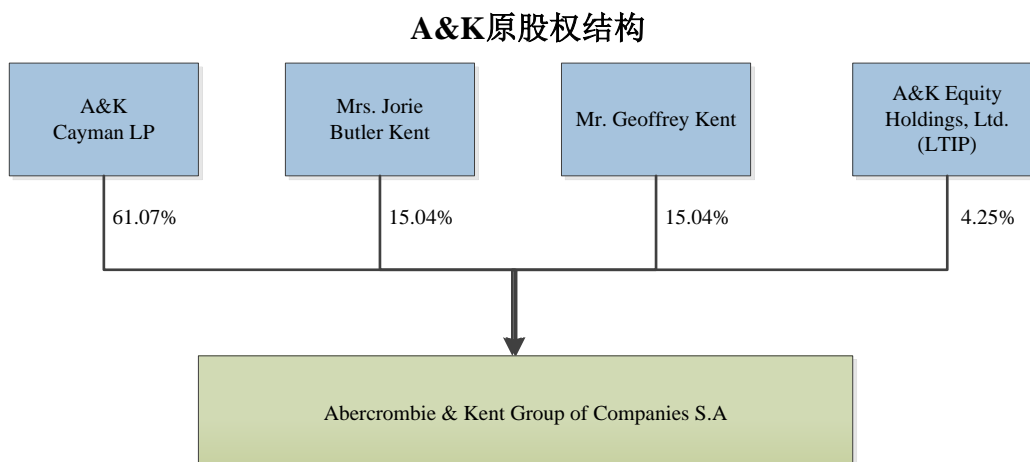 A&K原股权结构
A&K
Cayman LP
Mrs. Jorie
Butler Kent
Mr. Geoffrey Kent
A&K Equity
Holdings, Ltd.
(LTIP)
61.07%
15.04%
15.04%
4.25%
Abercrombie & Kent Group of Companies S.A